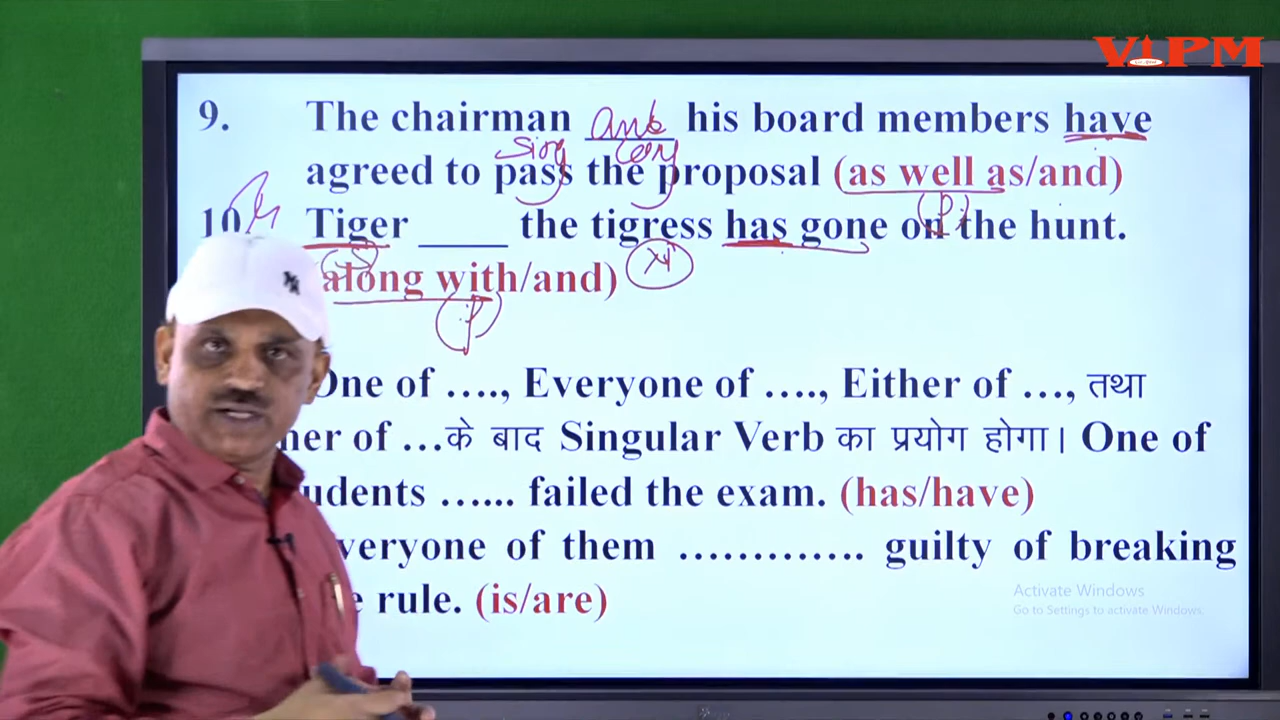 VIPM
9. The chairman and his board members have
sing
agreed to pass the proposal (as well as/and)
10. Tiger ____ the tigress has gone on the hunt.
along with/and)
One of …., Everyone of …., Either of …, तथा
her of …के बाद Singular Verb का प्रयोग होगा। One of
udents …... failed the exam. (has/have)
veryone of them …………. guilty of breaking
e rule. (is/are)
Activate Windows
Go to Settings to activate Windows.